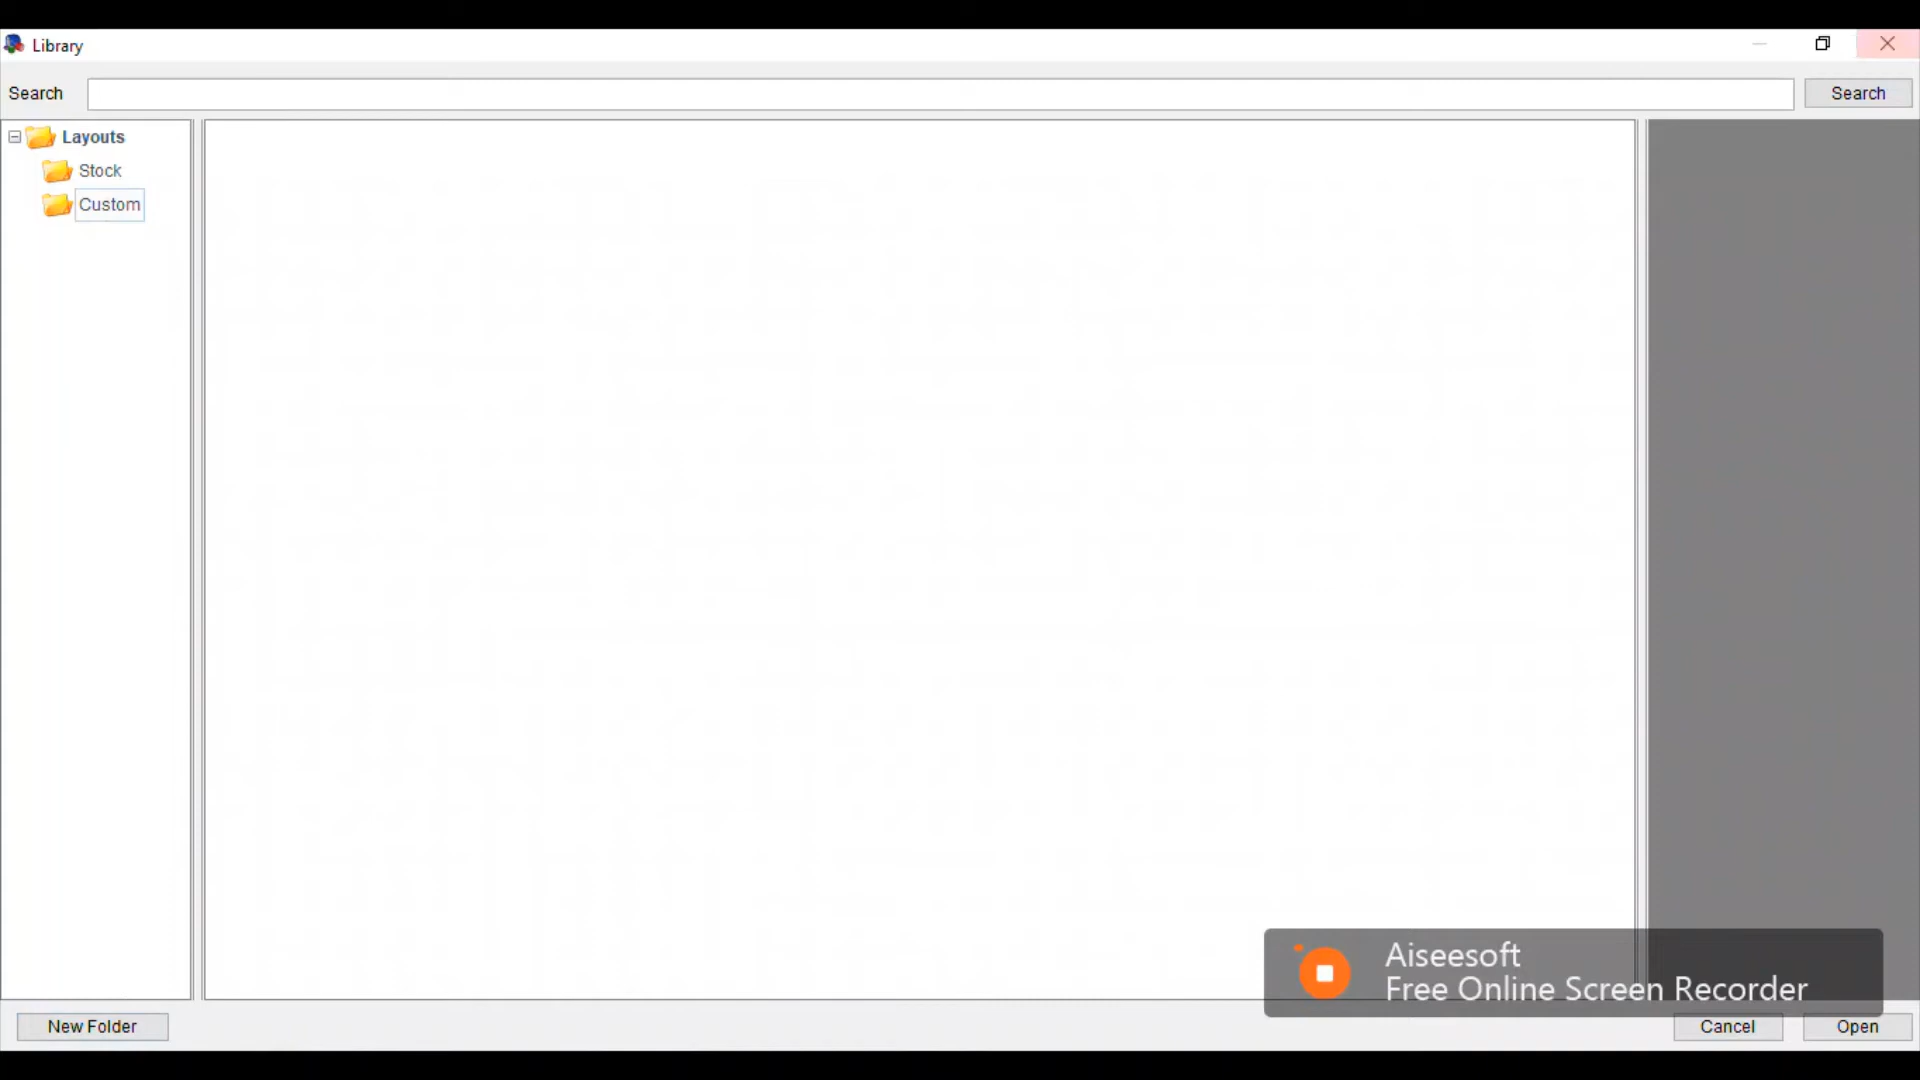 Library
Search
Search
Layouts
Stock
Custom
Aiseesoft
Free Online Screen Recorder
New Folder
Cancel
Open